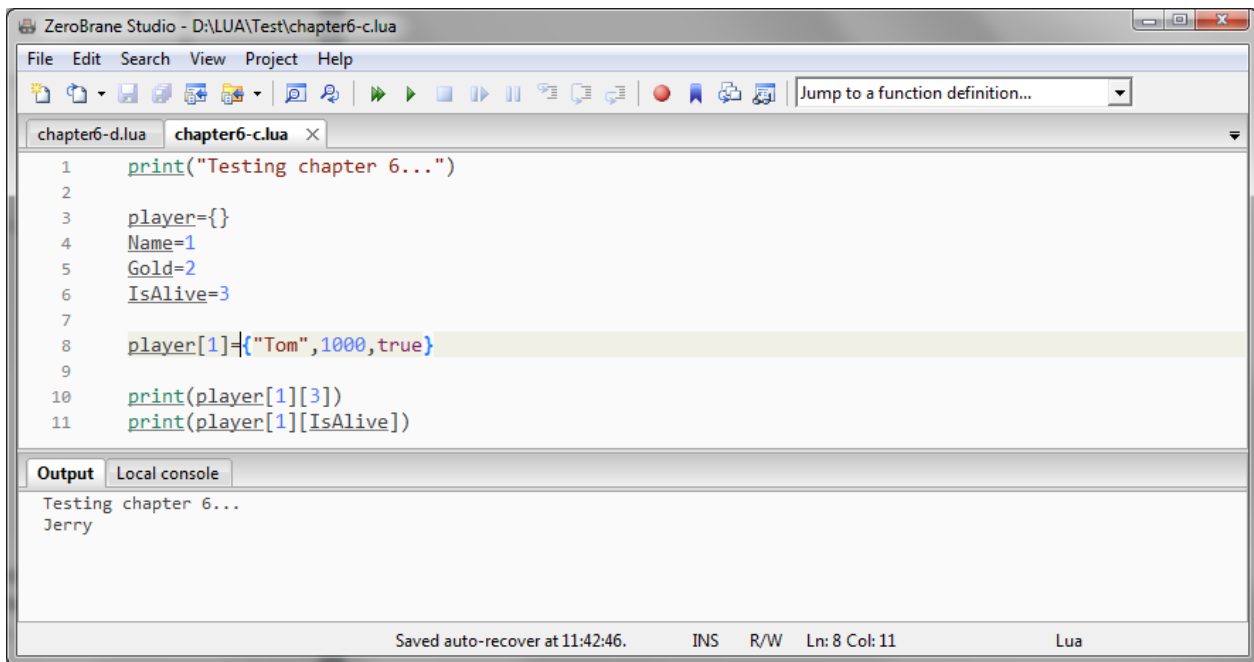 ZeroBrane Studio - D:\LUA\Test\chapter6-c.lua
File Edit Search View Project Help
Jump to a function definition...
chapter6-d.lua chapter6-c.lua
1 print("Testing chapter 6...")
2
3 player={}
4 Name=1
5 Gold=2
6 IsAlive=3
7
8 player[1]={"Tom",1000,true}
9
10 print(player[1][3])
11 print(player[1][IsAlive])
Output Local console
Testing chapter 6...
Jerry
Saved auto-recover at 11:42:46. INS R/W Ln: 8 Col: 11 Lua